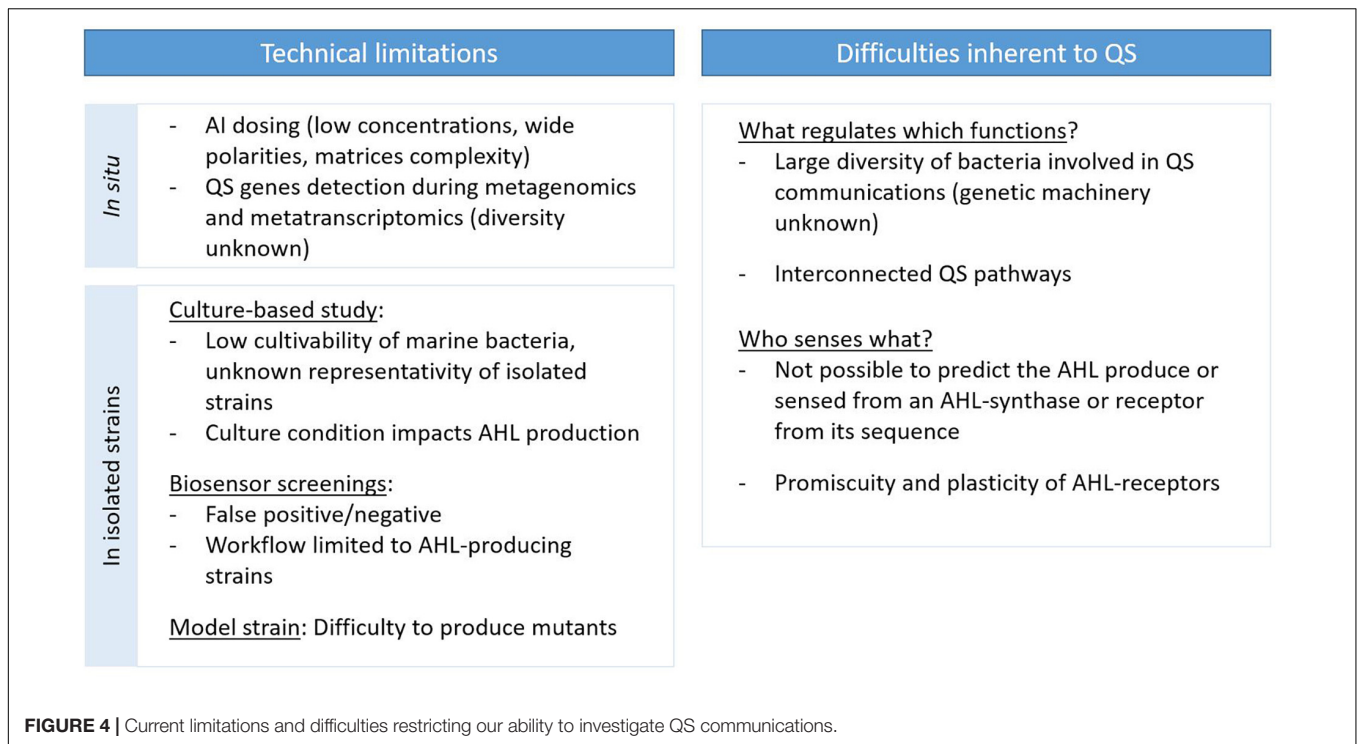 Technical limitations
In situ
- AI dosing (low concentrations, wide
polarities, matrices complexity)
- QS genes detection during metagenomics
and metatranscriptomics (diversity
unknown)
In isolated strains
Culture-based study:
- Low cultivability of marine bacteria,
unknown representativity of isolated
strains
- Culture condition impacts AHL production
Biosensor screenings:
- False positive/negative
- Workflow limited to AHL-producing
strains
Model strain: Difficulty to produce mutants
Difficulties inherent to QS
What regulates which functions?
- Large diversity of bacteria involved in QS
communications (genetic machinery
unknown)
- Interconnected QS pathways
Who senses what?
- Not possible to predict the AHL produce or
sensed from an AHL-synthase or receptor
from its sequence
- Promiscuity and plasticity of AHL-receptors
FIGURE 4 | Current limitations and difficulties restricting our ability to investigate QS communications.